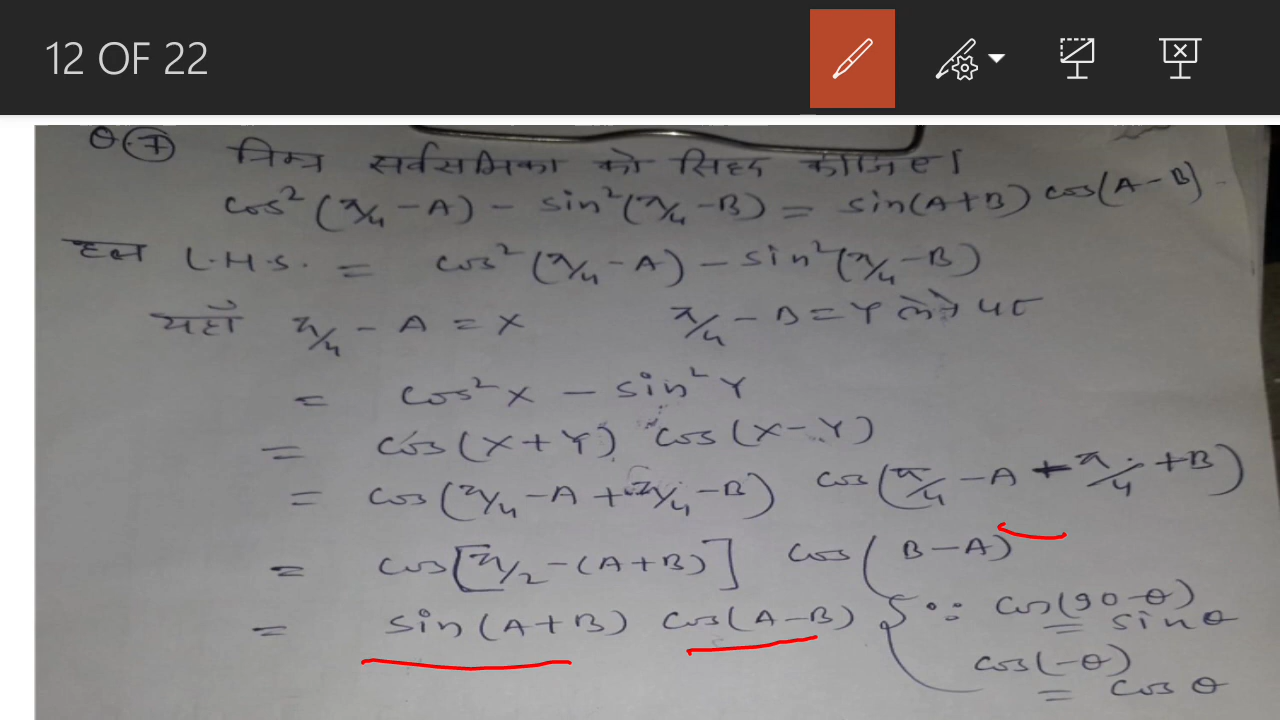 12 OF 22
Q.7 निम्न सर्वसमिका को सिद्ध कीजिए।
cos²(π/4 - A) - sin²(π/4 - B) = sin(A+B) cos(A-B)
हल L.H.S. = cos²(π/4 - A) - sin²(π/4 - B)
यहाँ π/4 - A = X π/4 - B = Y लेने पर
= cos²X - sin²Y
= cos(X+Y) cos(X-Y)
= cos(π/4 - A + π/4 - B) cos(π/4 - A - π/4 + B)
= cos[π/2 - (A+B)] cos(B-A)
= sin(A+B) cos(A-B) { ∵ cos(90-θ) = sinθ
cos(-θ) = cosθ